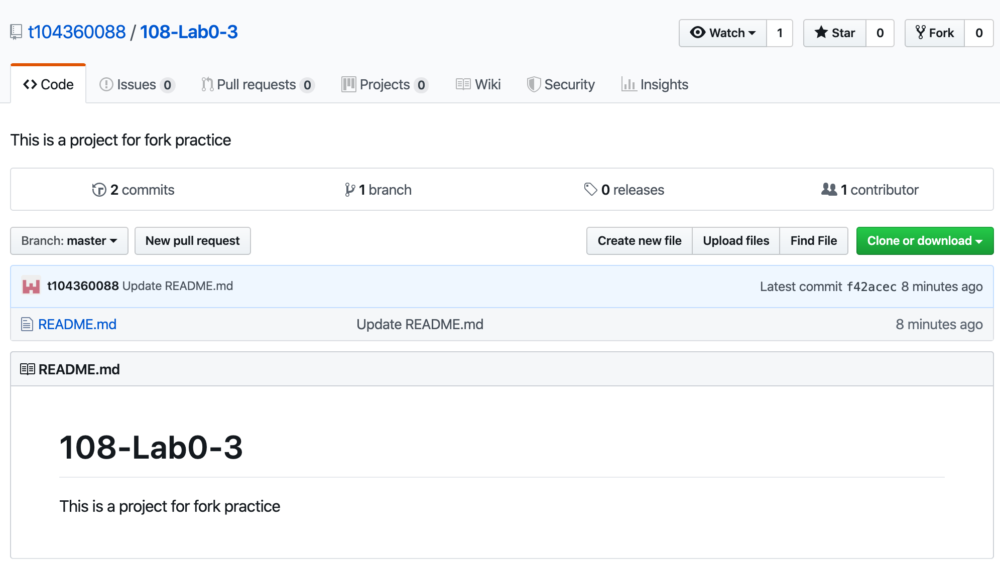 t104360088 / 108-Lab0-3
Watch 1 Star 0 Fork 0
Code Issues 0 Pull requests 0 Projects 0 Wiki Security Insights
This is a project for fork practice
2 commits 1 branch 0 releases 1 contributor
Branch: master New pull request Create new file Upload files Find File Clone or download
t104360088 Update README.md Latest commit f42acec 8 minutes ago
README.md Update README.md 8 minutes ago
README.md
108-Lab0-3
This is a project for fork practice